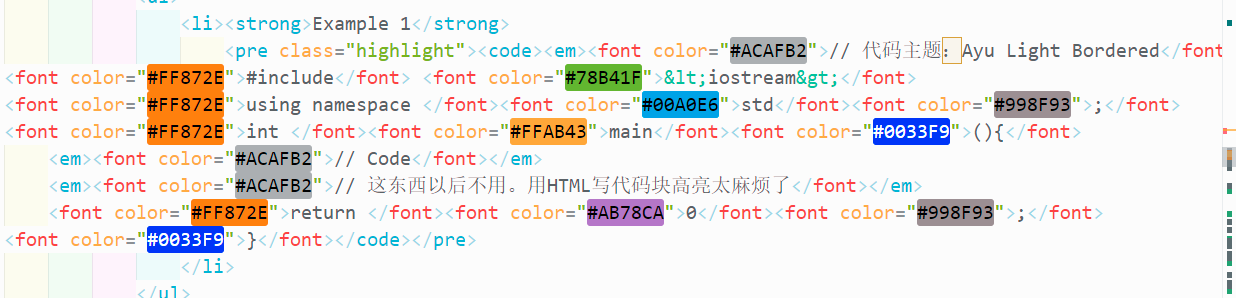 <ul>
<li><strong>Example 1</strong>
<pre class="highlight"><code><em><font color="#ACAFB2">// 代码主题：Ayu Light Bordered</font
<font color="#FF872E">#include</font> <font color="#78B41F">&lt;iostream&gt;</font>
<font color="#FF872E">using namespace </font><font color="#00A0E6">std</font><font color="#998F93">;</font>
<font color="#FF872E">int </font><font color="#FFAB43">main</font><font color="#0033F9">(){</font>
<em><font color="#ACAFB2">// Code</font></em>
<em><font color="#ACAFB2">// 这东西以后不用。用HTML写代码块高亮太麻烦了</font></em>
<font color="#FF872E">return </font><font color="#AB78CA">0</font><font color="#998F93">;</font>
<font color="#0033F9">}</font></code></pre>
</li>
</ul>